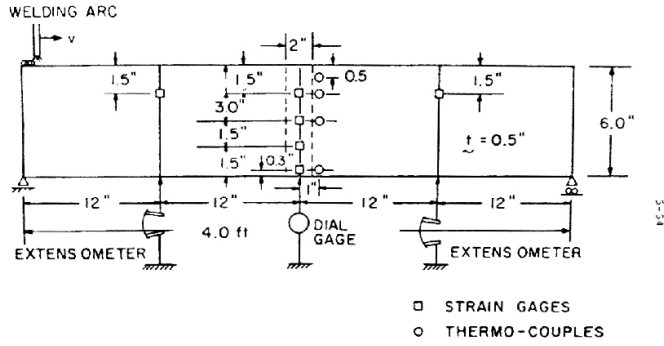 WELDING ARC
v
2"
1.5"
1.5"
0.5
1.5"
3.0"
1.5"
1.5"
0.3"
t = 0.5"
6.0"
1"
12"
12"
12"
12"
4.0 ft
DIAL
GAGE
EXTENSOMETER
EXTENSOMETER
STRAIN GAGES
THERMO-COUPLES